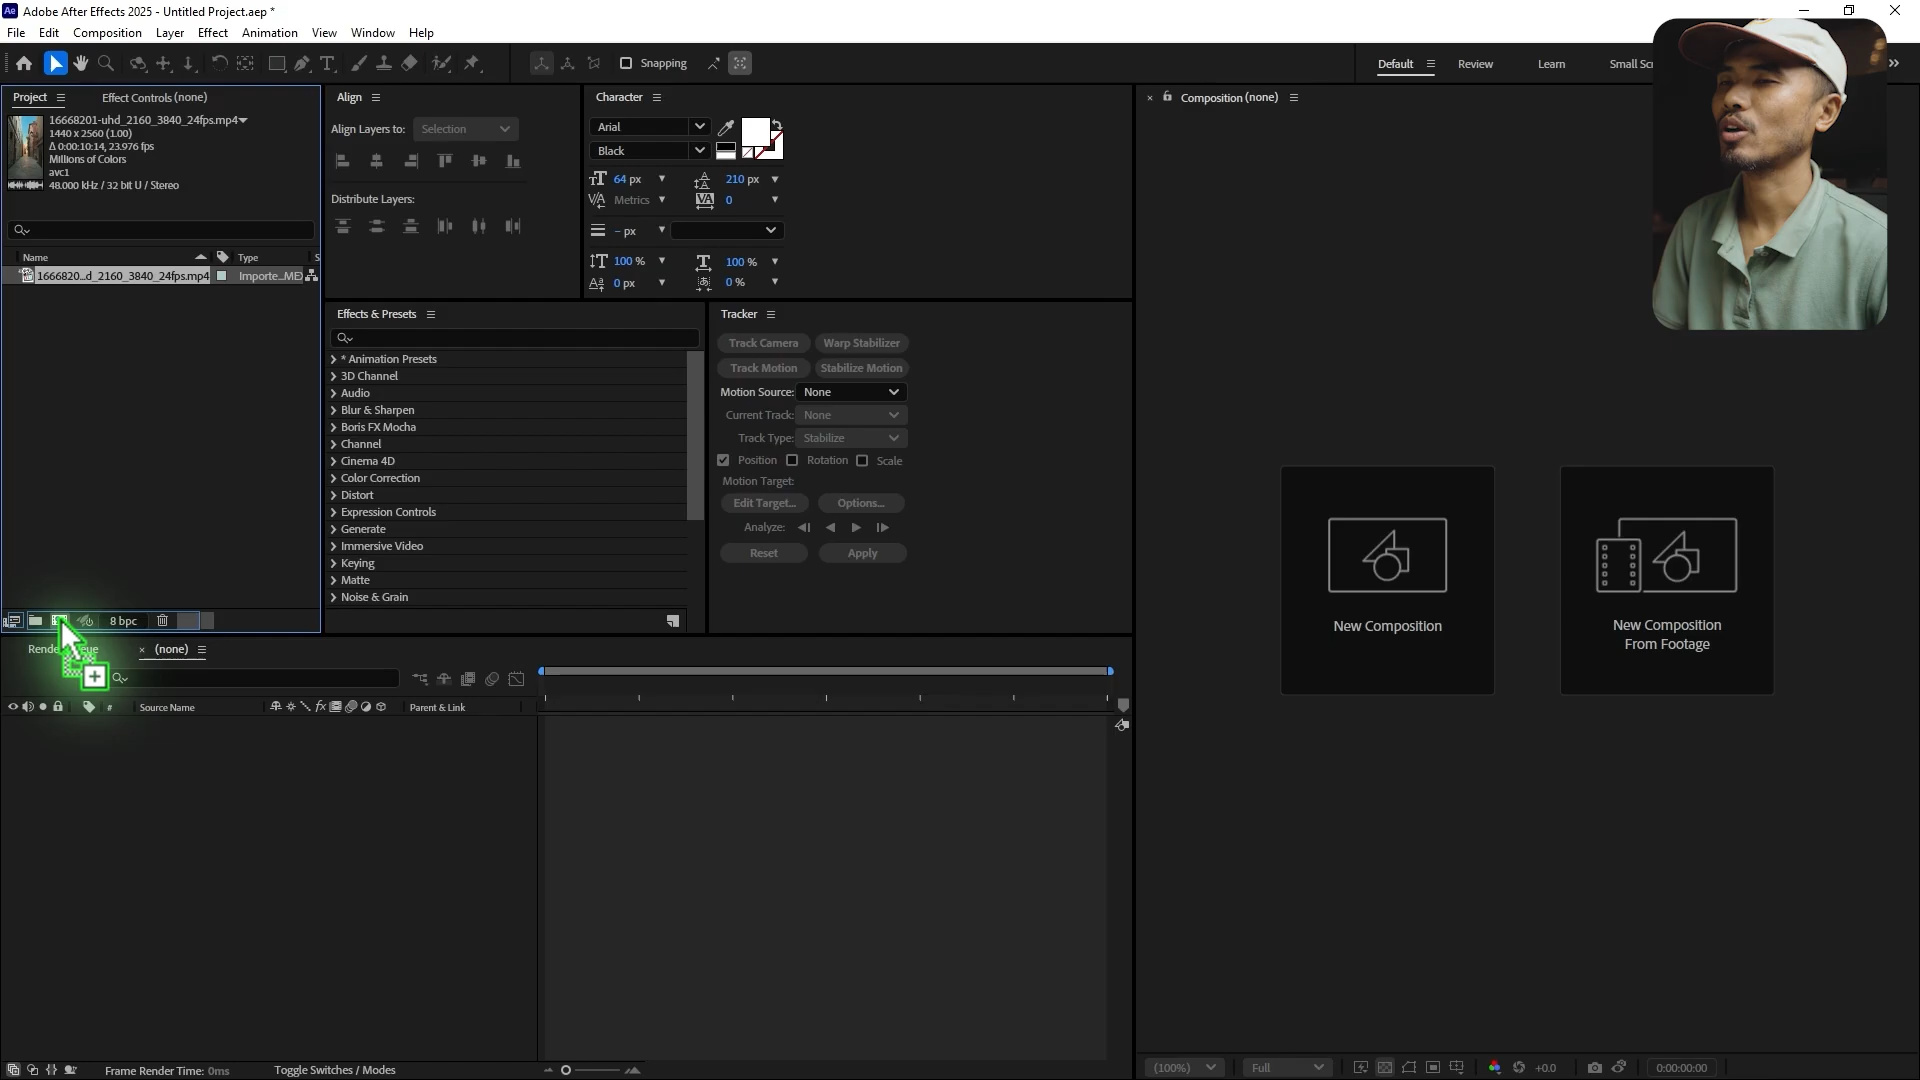 Ae Adobe After Effects 2025 - Untitled Project.aep *
File Edit Composition Layer Effect Animation View Window Help
Snapping
Default Review Learn Small Scr
Project Effect Controls (none)
16668201-uhd_2160_3840_24fps.mp4
1440 x 2560 (1.00)
Δ 0:00:10:14, 23.976 fps
Millions of Colors
avc1
48.000 kHz / 32 bit U / Stereo
Name Type S
1666820...d_2160_3840_24fps.mp4 Importe...ME
8 bpc
Align
Align Layers to: Selection
Distribute Layers:
Character
Arial
Black
64 px 210 px
Metrics 0
- px
100 % 100 %
0 px 0 %
Effects & Presets
* Animation Presets
3D Channel
Audio
Blur & Sharpen
Boris FX Mocha
Channel
Cinema 4D
Color Correction
Distort
Expression Controls
Generate
Immersive Video
Keying
Matte
Noise & Grain
Tracker
Track Camera Warp Stabilizer
Track Motion Stabilize Motion
Motion Source: None
Current Track: None
Track Type: Stabilize
Position Rotation Scale
Motion Target:
Edit Target... Options...
Analyze:
Reset Apply
Composition (none)
New Composition
New Composition
From Footage
(none)
# Source Name fx Parent & Link
Frame Render Time: 0ms Toggle Switches / Modes
(100%) Full +0.0 0:00:00:00